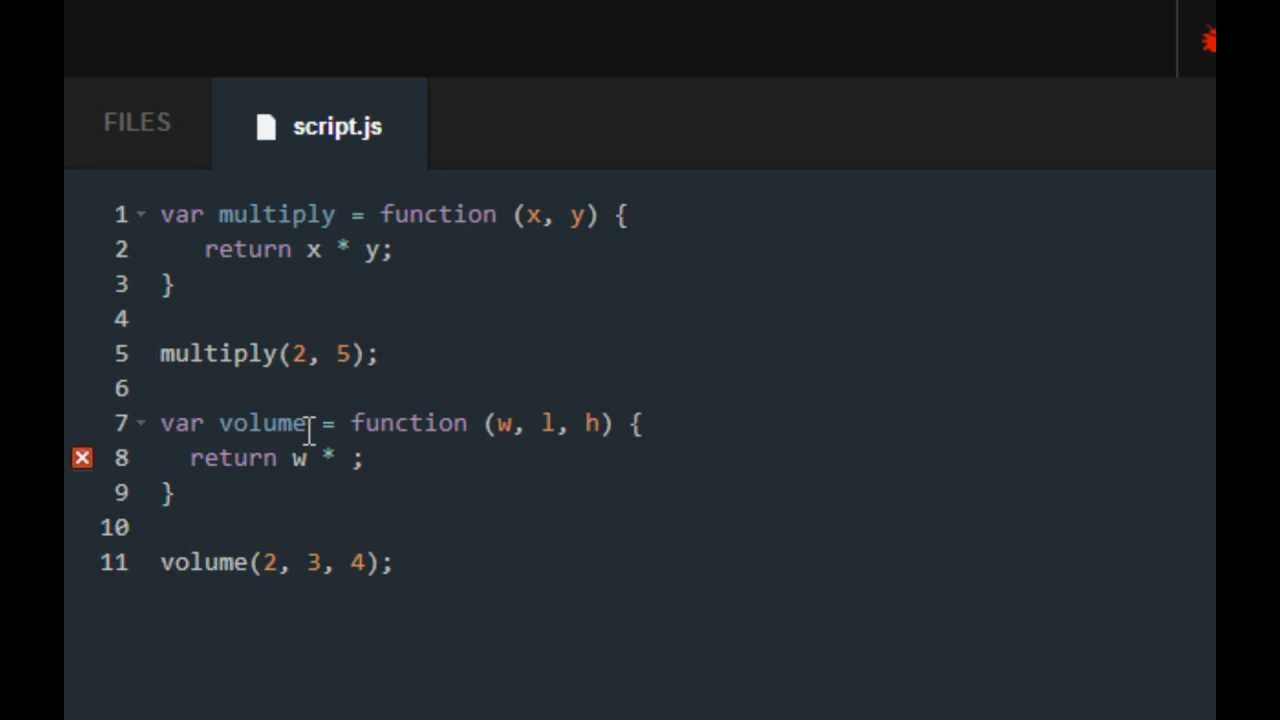 FILES
script.js
1 var multiply = function (x, y) {
2 return x * y;
3 }
4
5 multiply(2, 5);
6
7 var volume = function (w, l, h) {
8 return w * ;
9 }
10
11 volume(2, 3, 4);